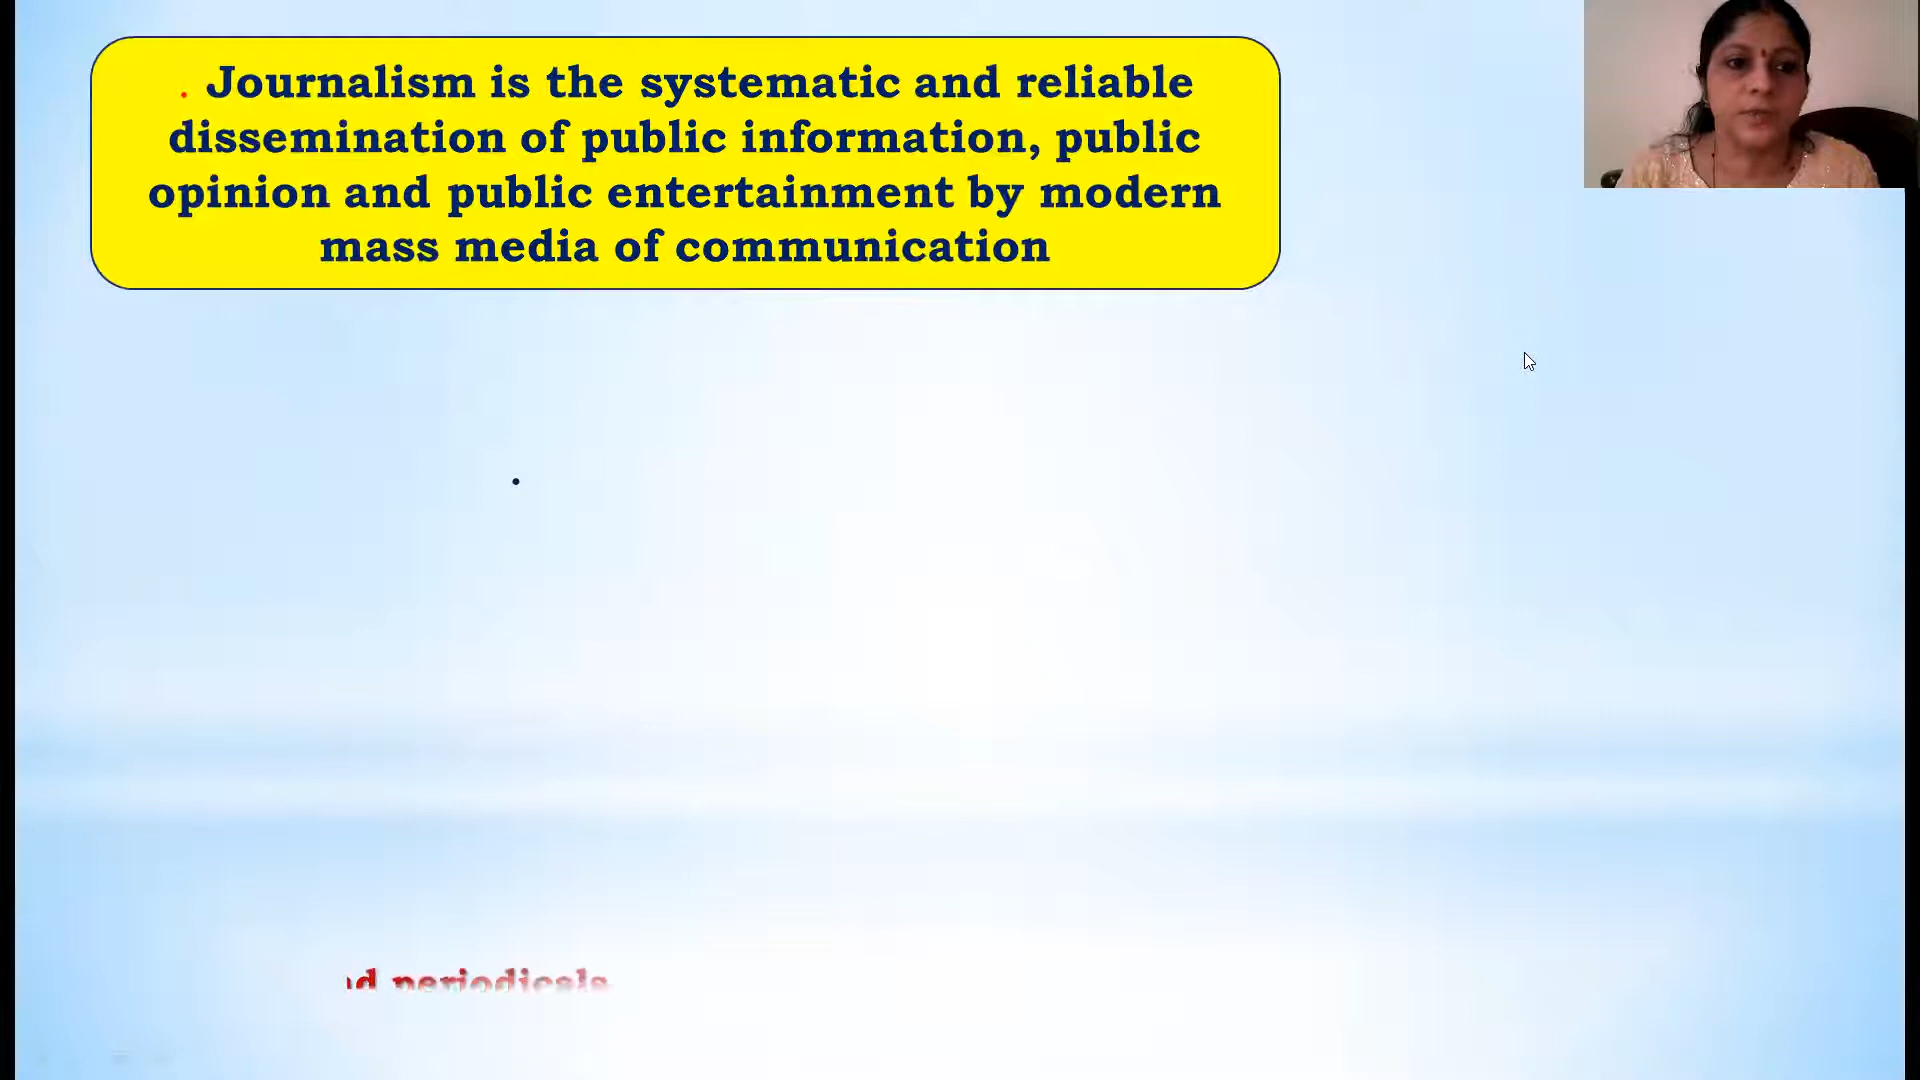 . Journalism is the systematic and reliable
dissemination of public information, public
opinion and public entertainment by modern
mass media of communication
.
periodicals